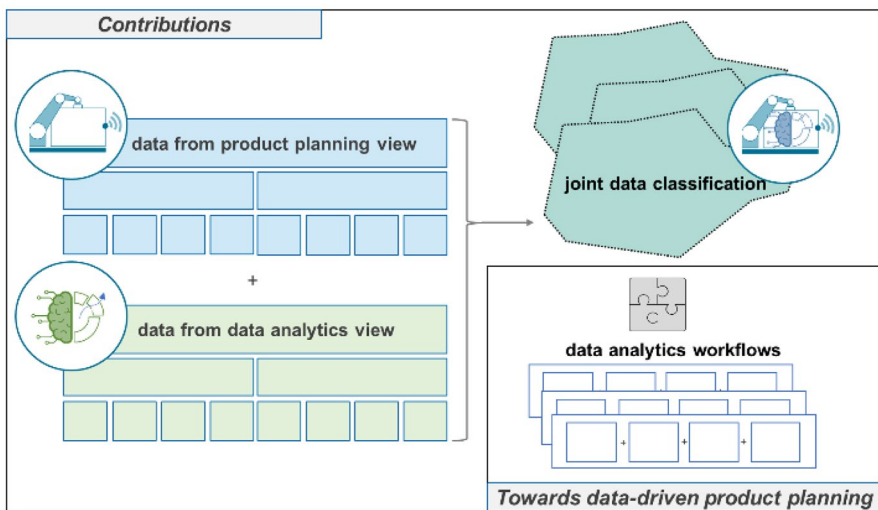 Contributions
data from product planning view
+
data from data analytics view
joint data classification
data analytics workflows
+ + +
Towards data-driven product planning